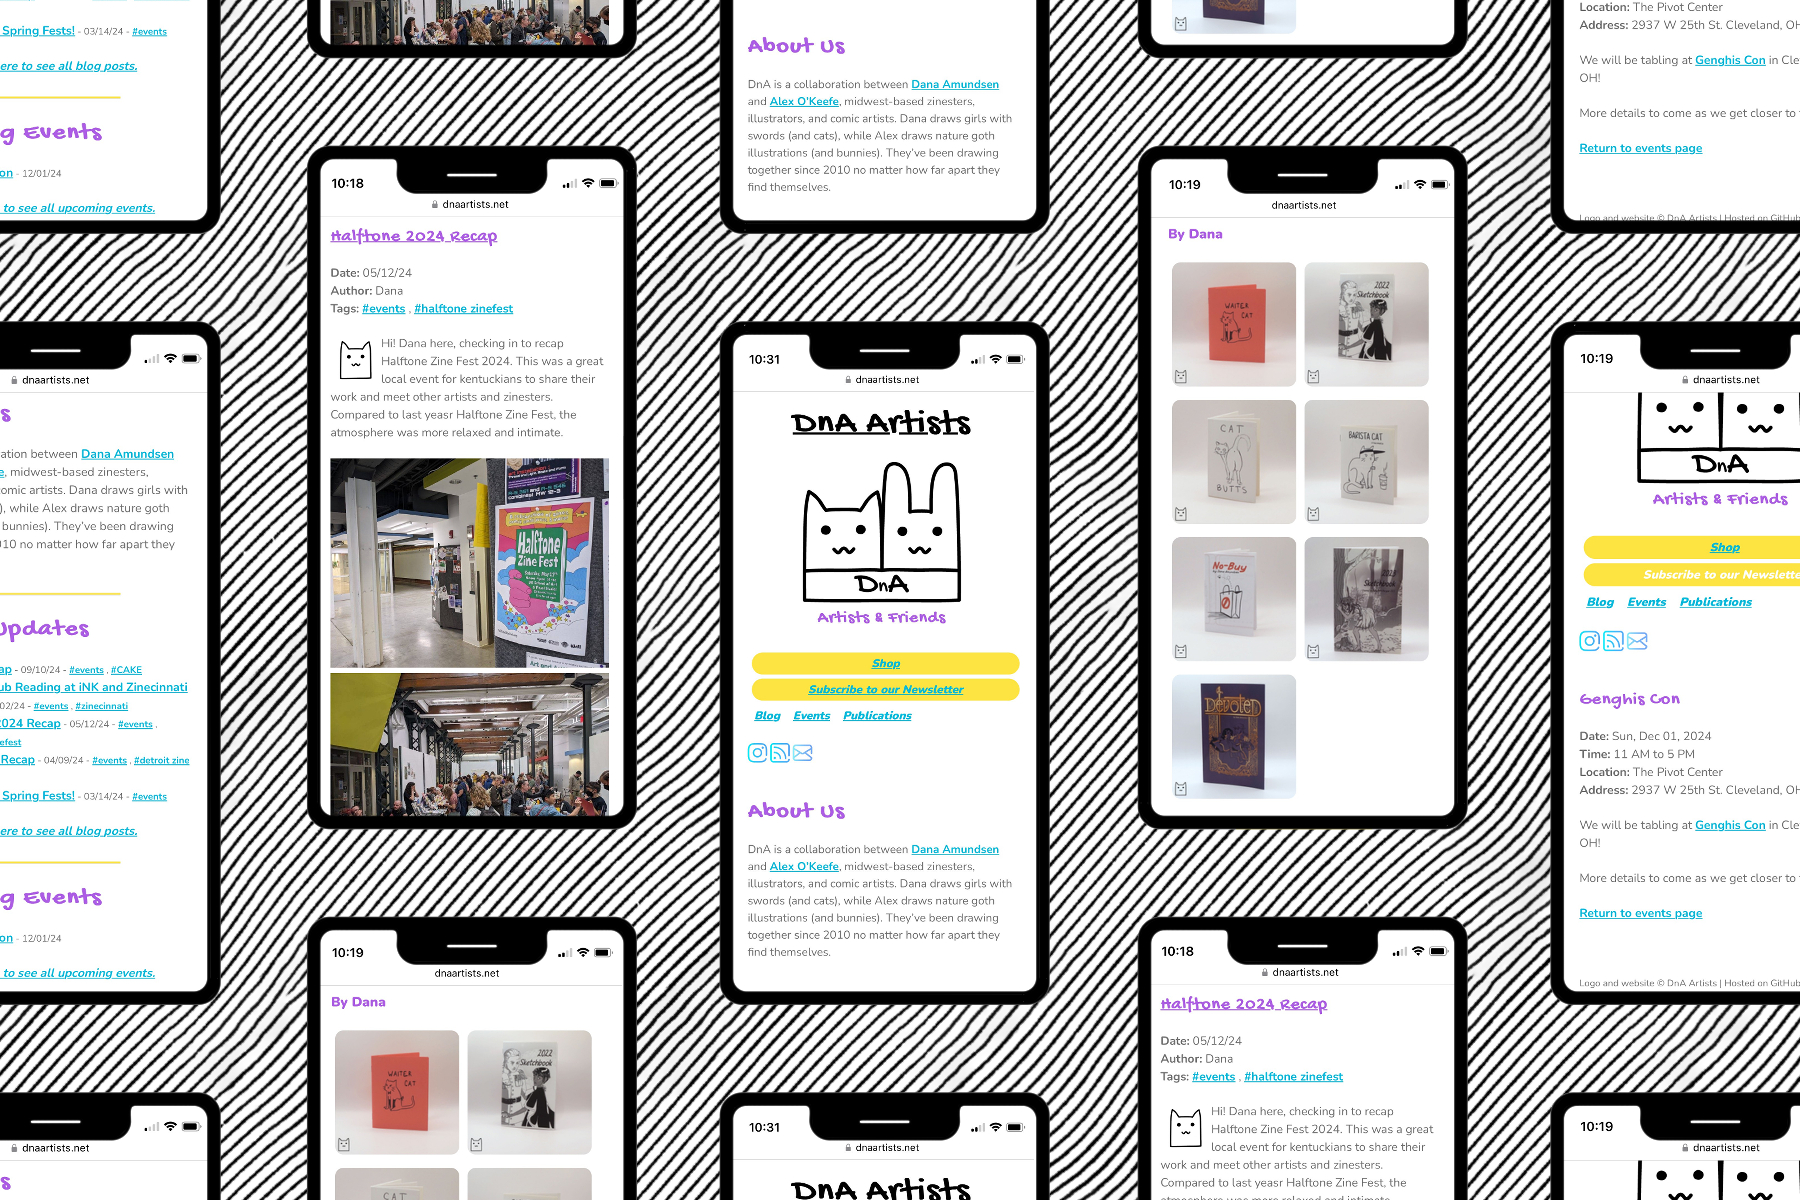 Spring Fests! - 03/14/24 - #events
ere to see all blog posts.
g Events
on - 12/01/24
to see all upcoming events.
s
ation between Dana Amundsen
e, midwest-based zinesters,
omic artists. Dana draws girls with
), while Alex draws nature goth
bunnies). They've been drawing
010 no matter how far apart they
Updates
ap - 09/10/24 - #events , #CAKE
ub Reading at iNK and Zinecinnati
02/24 - #events , #zinecinnati
2024 Recap - 05/12/24 - #events ,
efest
Recap - 04/09/24 - #events , #detroit zine
Spring Fests! - 03/14/24 - #events
ere to see all blog posts.
g Events
on - 12/01/24
to see all upcoming events.
dnaartists.net
dnaartists.net
s
10:18
dnaartists.net
Halftone 2024 Recap
Date: 05/12/24
Author: Dana
Tags: #events , #halftone zinefest
Hi! Dana here, checking in to recap
Halftone Zine Fest 2024. This was a great
local event for kentuckians to share their
work and meet other artists and zinesters.
Compared to last yeasr Halftone Zine Fest, the
atmosphere was more relaxed and intimate.
Halftone
Zine Fest
10:19
dnaartists.net
By Dana
WAITER
CAT
2022
Sketchbook
CAT
About Us
DnA is a collaboration between Dana Amundsen
and Alex O'Keefe, midwest-based zinesters,
illustrators, and comic artists. Dana draws girls with
swords (and cats), while Alex draws nature goth
illustrations (and bunnies). They've been drawing
together since 2010 no matter how far apart they
find themselves.
10:31
dnaartists.net
DnA Artists
DnA
Artists & Friends
Shop
Subscribe to our Newsletter
Blog Events Publications
About Us
DnA is a collaboration between Dana Amundsen
and Alex O'Keefe, midwest-based zinesters,
illustrators, and comic artists. Dana draws girls with
swords (and cats), while Alex draws nature goth
illustrations (and bunnies). They've been drawing
together since 2010 no matter how far apart they
find themselves.
10:31
dnaartists.net
DnA Artists
10:19
dnaartists.net
By Dana
WAITER
CAT
2022
Sketchbook
CAT
BUTTS
BARISTA CAT
No-Buy
2023
Sketchbook
Devoted
10:18
dnaartists.net
Halftone 2024 Recap
Date: 05/12/24
Author: Dana
Tags: #events , #halftone zinefest
Hi! Dana here, checking in to recap
Halftone Zine Fest 2024. This was a great
local event for kentuckians to share their
work and meet other artists and zinesters.
Compared to last yeasr Halftone Zine Fest, the
atmosphere was more relaxed and intimate.
Location: The Pivot Center
Address: 2937 W 25th St. Cleveland, OH
We will be tabling at Genghis Con in Cle
OH!
More details to come as we get closer to
Return to events page
Logo and website © DnA Artists | Hosted on GitHub
10:19
dnaartists.net
DnA
Artists & Friends
Shop
Subscribe to our Newslette
Blog Events Publications
Genghis Con
Date: Sun, Dec 01, 2024
Time: 11 AM to 5 PM
Location: The Pivot Center
Address: 2937 W 25th St. Cleveland, OH
We will be tabling at Genghis Con in Cle
OH!
More details to come as we get closer to
Return to events page
Logo and website © DnA Artists | Hosted on GitHub
10:19
dnaartists.net